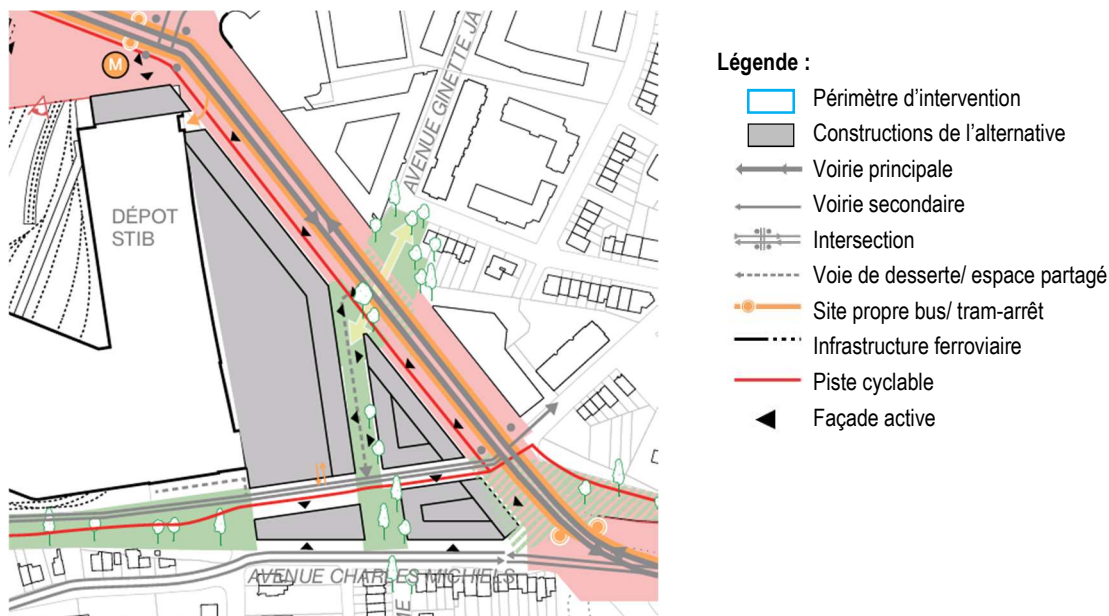 M
AVENUE GINETTE JA
DÉPOT
STIB
AVENUE CHARLES MICHIELS
ME
Légende :
Périmètre d'intervention
Constructions de l'alternative
Voirie principale
Voirie secondaire
Intersection
Voie de desserte/ espace partagé
Site propre bus/ tram-arrêt
Infrastructure ferroviaire
Piste cyclable
Façade active